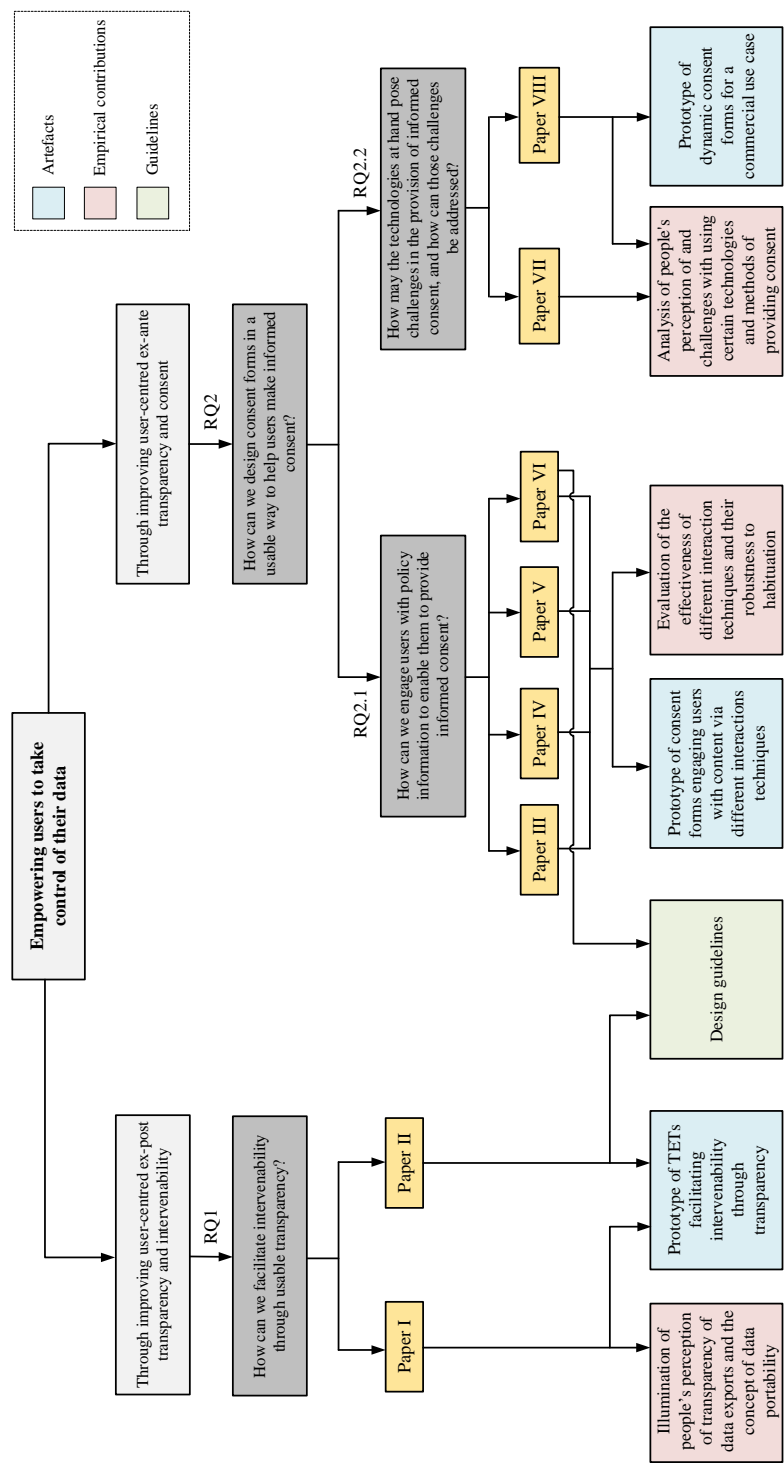 Artefacts
Empirical contributions
Guidelines
Empowering users to take
control of their data
Through improving user-centred ex-post
transparency and intervenability
Through improving user-centred ex-ante
transparency and consent
RQ1
RQ2
How can we facilitate intervenability
through usable transparency?
How can we design consent forms in a
usable way to help users make informed
consent?
RQ2.1
RQ2.2
How can we engage users with policy
information to enable them to provide
informed consent?
How may the technologies at hand pose
challenges in the provision of informed
consent, and how can those challenges
be addressed?
Paper I
Paper II
Paper III
Paper IV
Paper V
Paper VI
Paper VII
Paper VIII
Illumination of
people’s perception
of transparency of
data exports and the
concept of data
portability
Prototype of TETs
facilitating
intervenability
through
transparency
Design guidelines
Prototype of consent
forms engaging users
with content via
different interactions
techniques
Evaluation of the
effectiveness of
different interaction
techniques and their
robustness to
habituation
Analysis of people's
perception of and
challenges with using
certain technologies
and methods of
providing consent
Prototype of
dynamic consent
forms for a
commercial use case